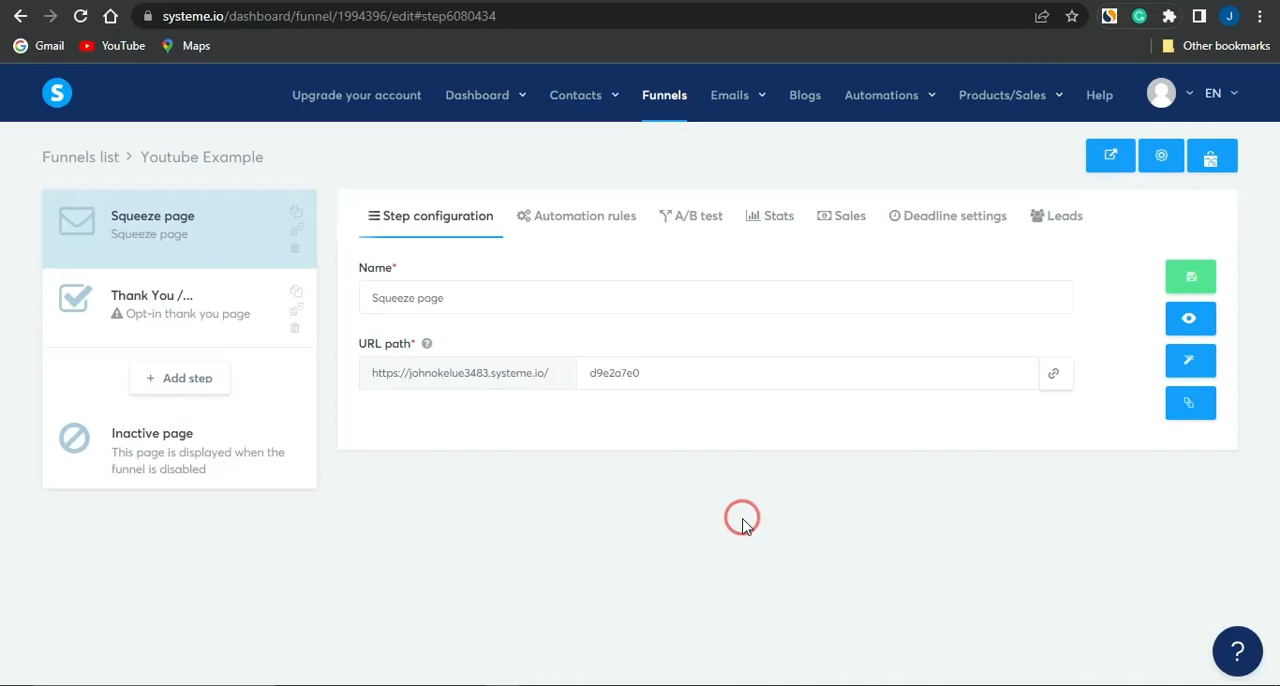 systeme.io/dashboard/funnel/1994396/edit#step6080434
J
Gmail
YouTube
Maps
Other bookmarks
S
Upgrade your account
Dashboard
Contacts
Funnels
Emails
Blogs
Automations
Products/Sales
Help
EN
Funnels list > Youtube Example
Squeeze page
Squeeze page
Thank You /...
Opt-in thank you page
+ Add step
Inactive page
This page is displayed when the
funnel is disabled
Step configuration
Automation rules
A/B test
Stats
Sales
Deadline settings
Leads
Name*
Squeeze page
URL path* ?
https://johnokelue3483.systeme.io/
d9e2a7e0
?